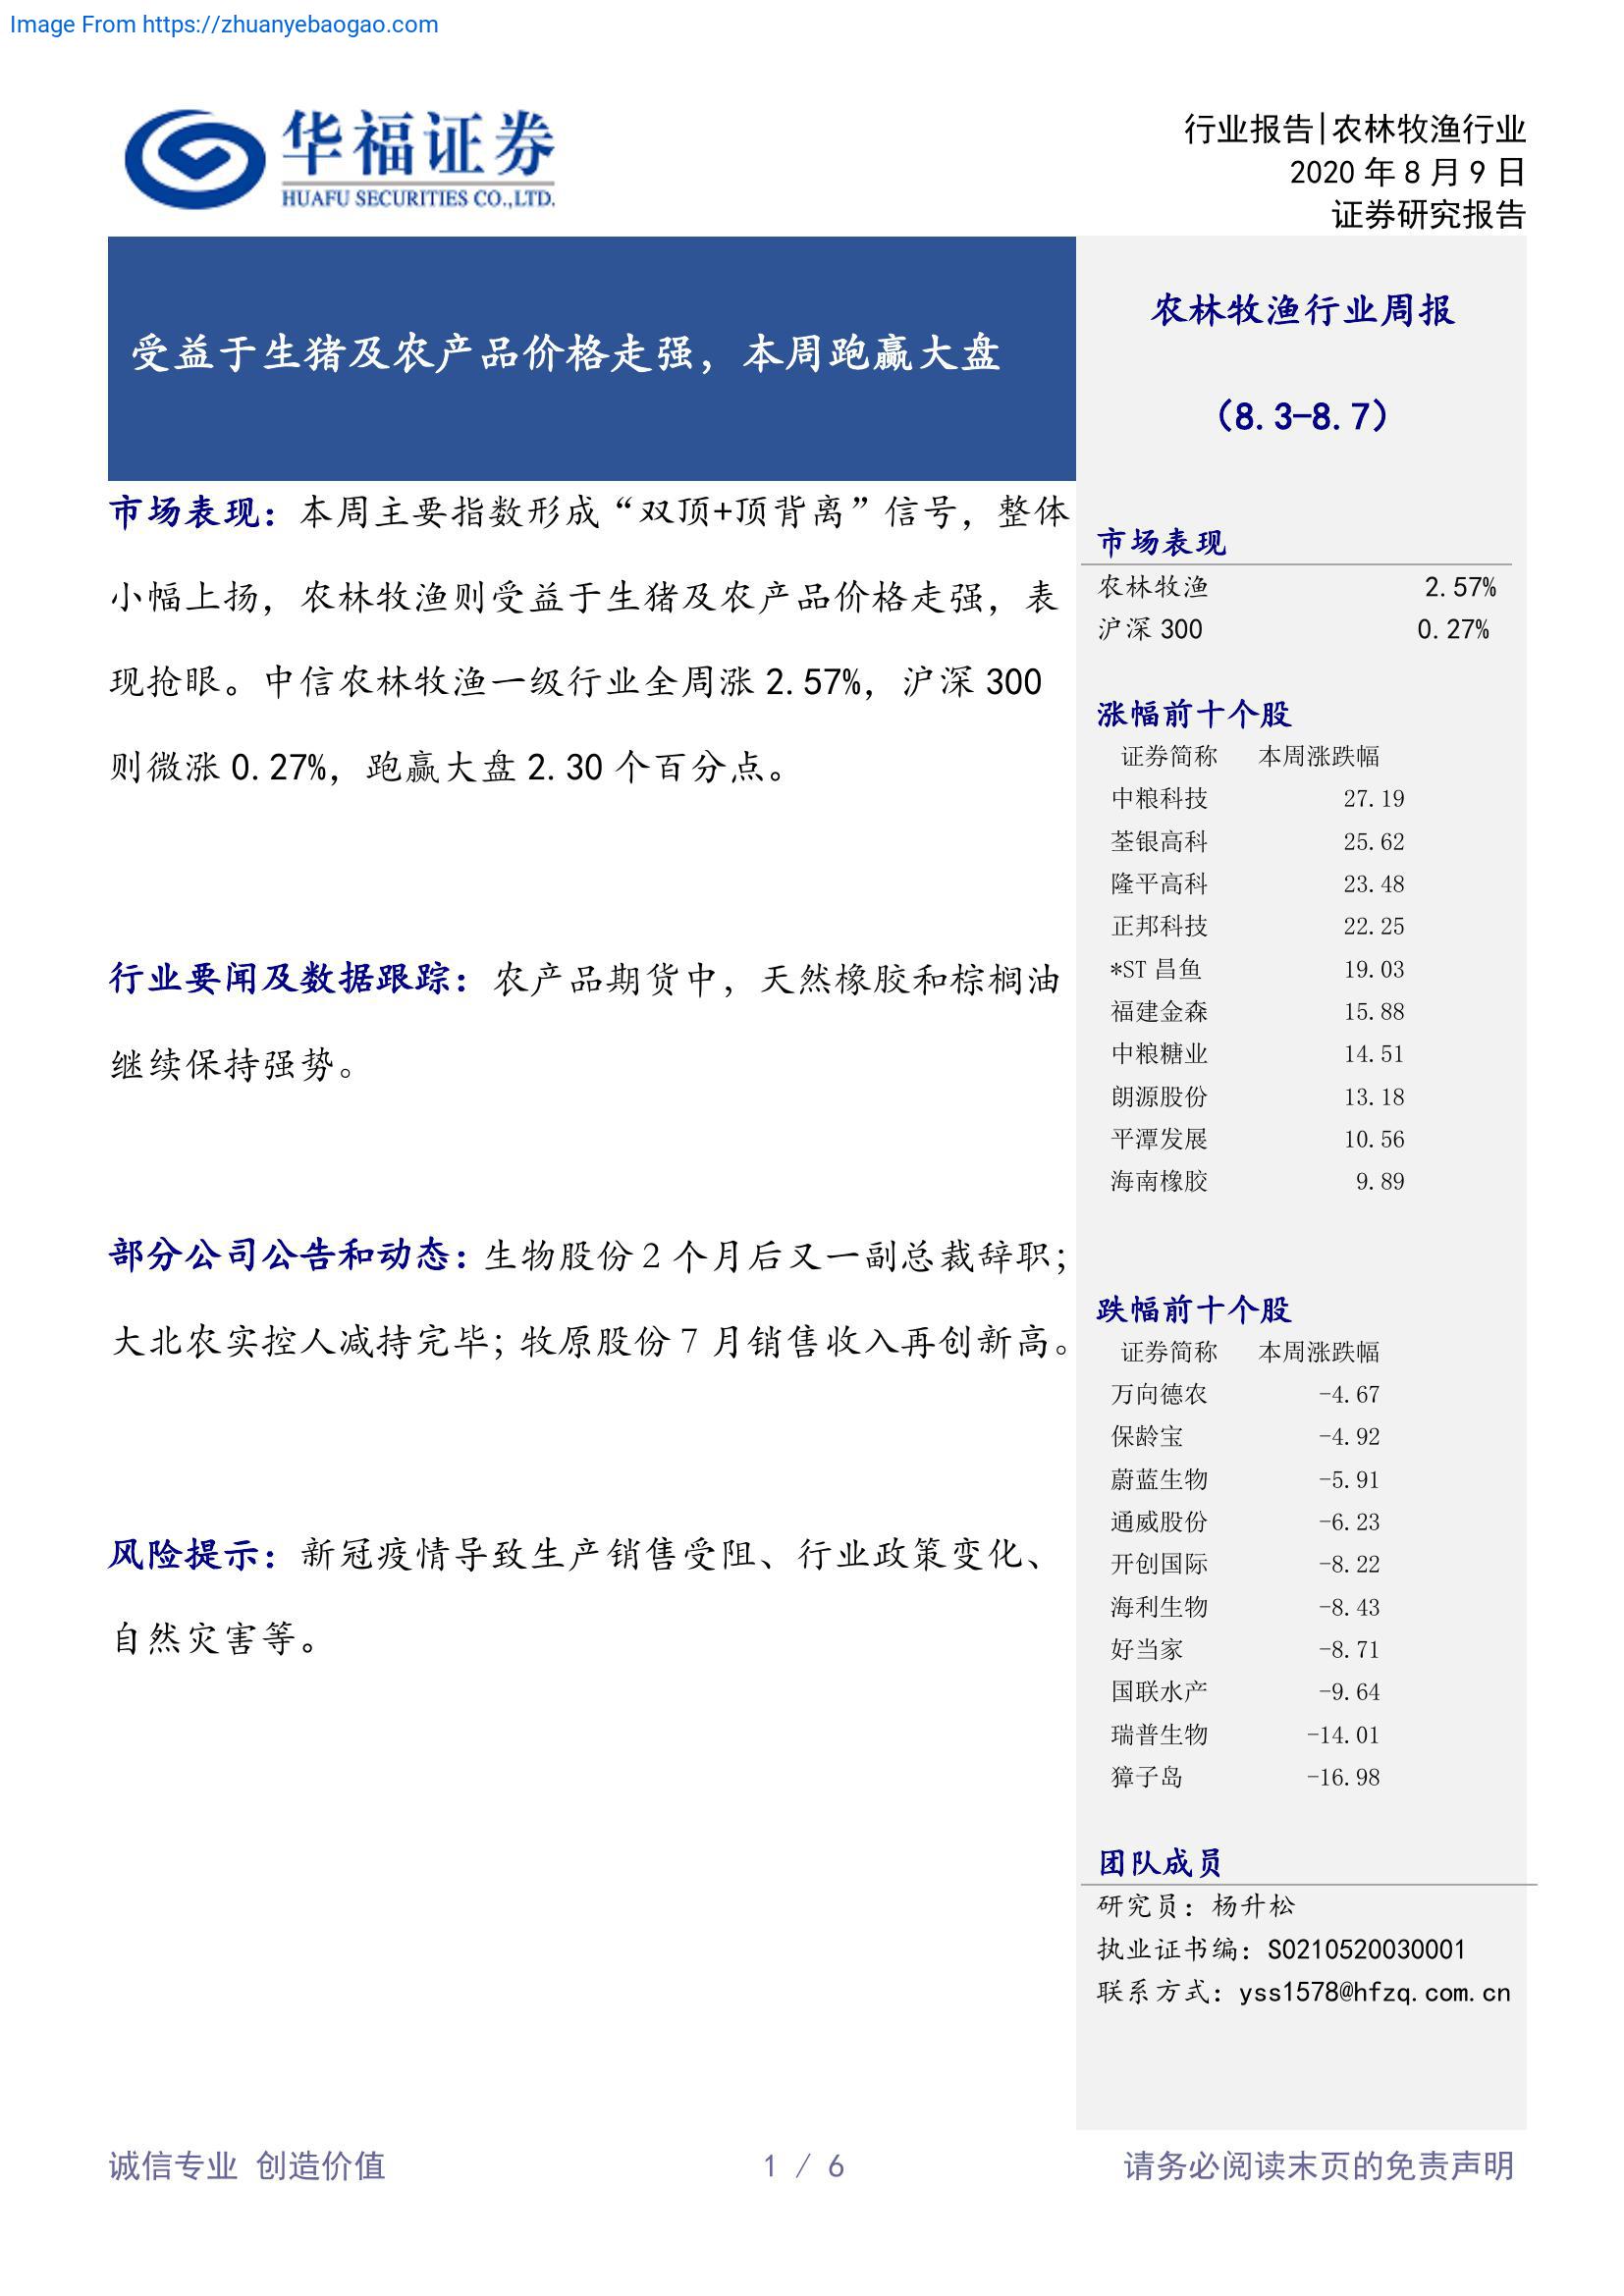 Image From https://zhuanyebaogao.com
华福证券
HUAFU SECURITIES CO.,LTD.
行业报告|农林牧渔行业
2020 年 8 月 9 日
证券研究报告
受益于生猪及农产品价格走强，本周跑赢大盘
市场表现：本周主要指数形成“双顶+顶背离”信号，整体
小幅上扬，农林牧渔则受益于生猪及农产品价格走强，表
现抢眼。中信农林牧渔一级行业全周涨 2.57%，沪深 300
则微涨 0.27%，跑赢大盘 2.30 个百分点。
行业要闻及数据跟踪：农产品期货中，天然橡胶和棕榈油
继续保持强势。
部分公司公告和动态：生物股份 2 个月后又一副总裁辞职；
大北农实控人减持完毕；牧原股份 7 月销售收入再创新高。
风险提示：新冠疫情导致生产销售受阻、行业政策变化、
自然灾害等。
农林牧渔行业周报
（8.3-8.7）
市场表现
农林牧渔 2.57%
沪深 300 0.27%
涨幅前十个股
证券简称 本周涨跌幅
中粮科技 27.19
荃银高科 25.62
隆平高科 23.48
正邦科技 22.25
*ST 昌鱼 19.03
福建金森 15.88
中粮糖业 14.51
朗源股份 13.18
平潭发展 10.56
海南橡胶 9.89
跌幅前十个股
证券简称 本周涨跌幅
万向德农 -4.67
保龄宝 -4.92
蔚蓝生物 -5.91
通威股份 -6.23
开创国际 -8.22
海利生物 -8.43
好当家 -8.71
国联水产 -9.64
瑞普生物 -14.01
獐子岛 -16.98
团队成员
研究员：杨升松
执业证书编：S0210520030001
联系方式：yss1578@hfzq.com.cn
诚信专业 创造价值
1 / 6
请务必阅读末页的免责声明